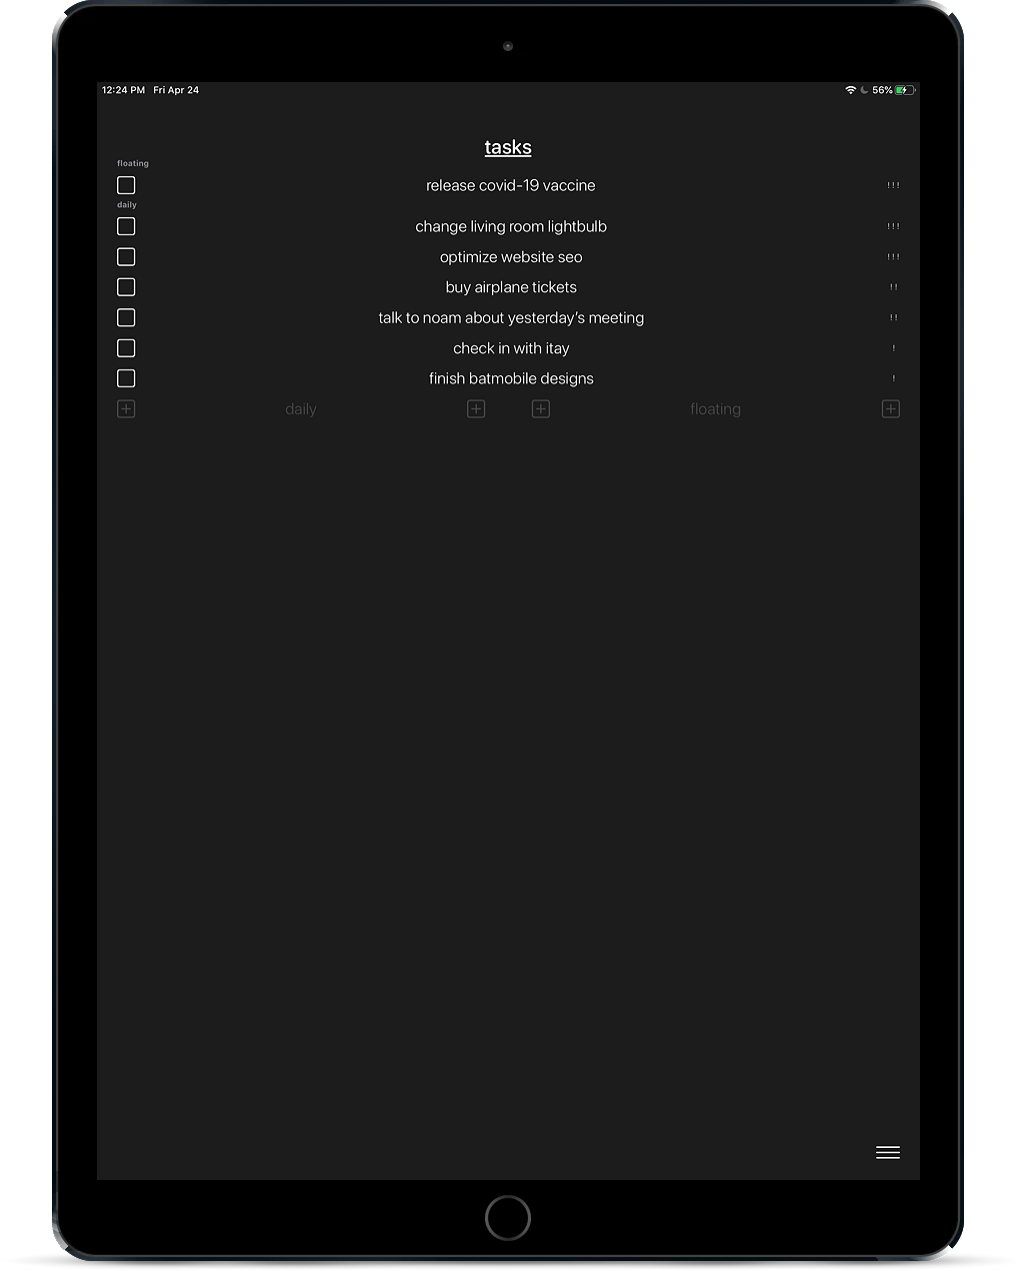 12:24 PM Fri Apr 24 56%
tasks
floating
release covid-19 vaccine !!!
daily
change living room lightbulb !!!
optimize website seo !!!
buy airplane tickets !!
talk to noam about yesterday's meeting !!
check in with itay !
finish batmobile designs !
daily floating